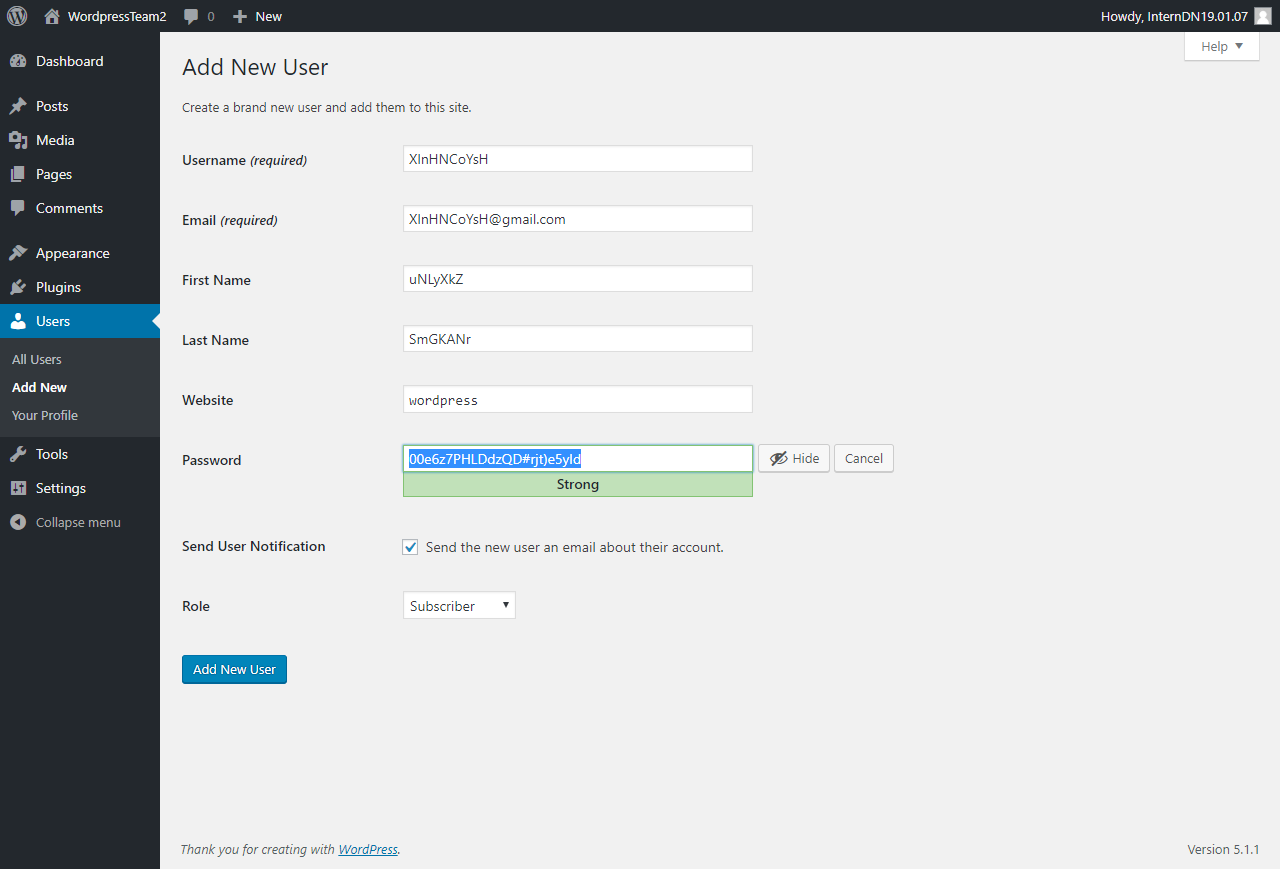 WordpressTeam2 0 New Howdy, InternDN19.01.07
Help
Dashboard
Posts
Media
Pages
Comments
Appearance
Plugins
Users
All Users
Add New
Your Profile
Tools
Settings
Collapse menu
Add New User
Create a brand new user and add them to this site.
Username (required) XInHNCoYsH
Email (required) XInHNCoYsH@gmail.com
First Name uNLyXkZ
Last Name SmGKANr
Website wordpress
Password 00e6z7PHLDdzQD#rjt)e5yId Hide Cancel
Strong
Send User Notification Send the new user an email about their account.
Role Subscriber
Add New User
Thank you for creating with WordPress. Version 5.1.1